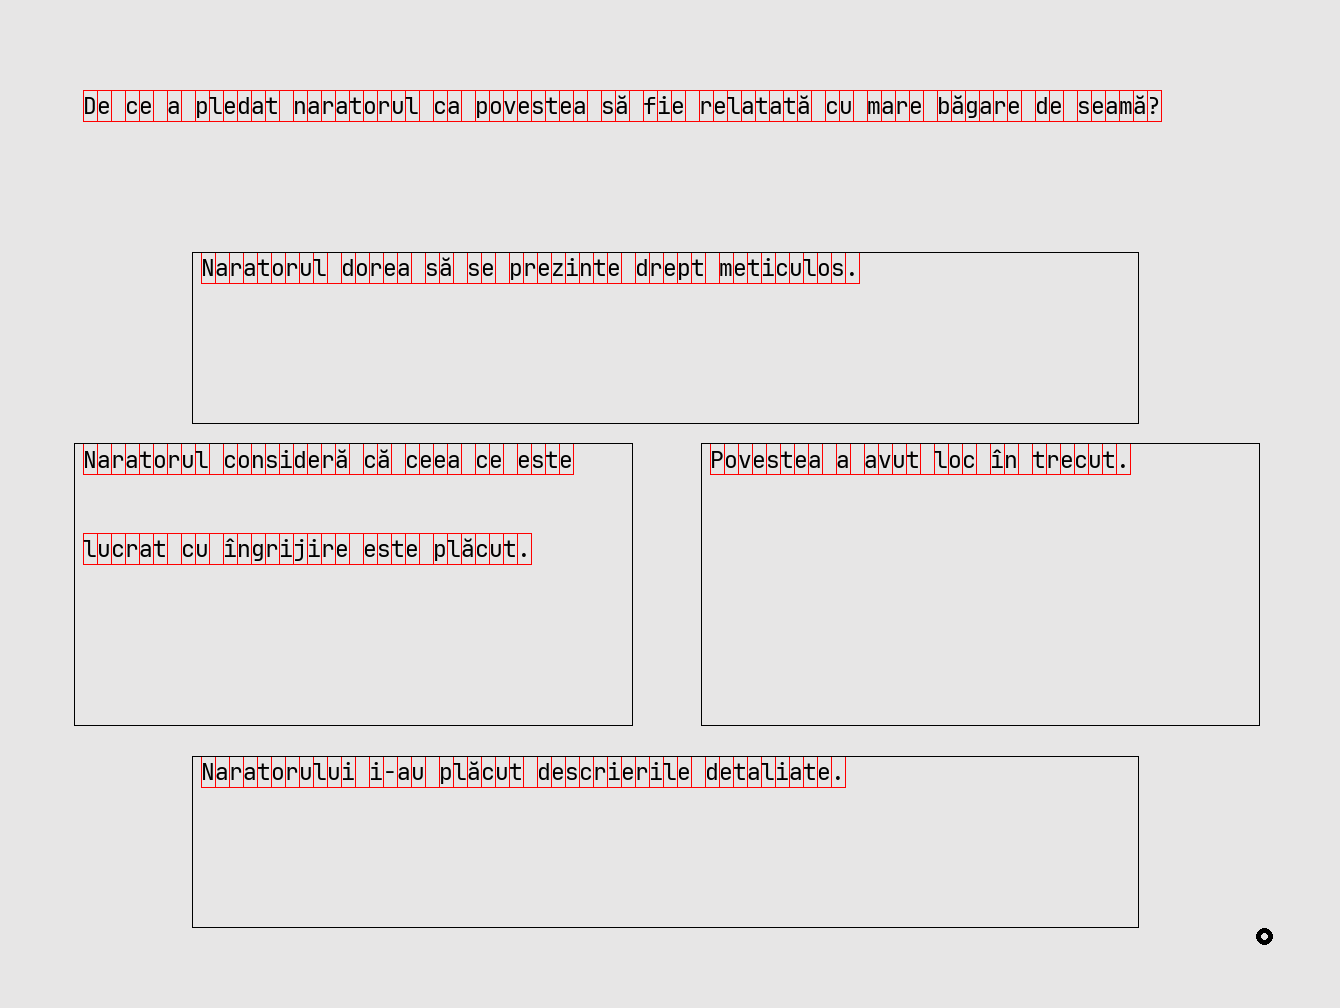 De ce a pledat naratorul ca povestea să fie relatată cu mare băgare de seamă?
Naratorul dorea să se prezinte drept meticulos.
Naratorul consideră că ceea ce este
lucrat cu îngrijire este plăcut.
Povestea a avut loc în trecut.
Naratorului i-au plăcut descrierile detaliate.